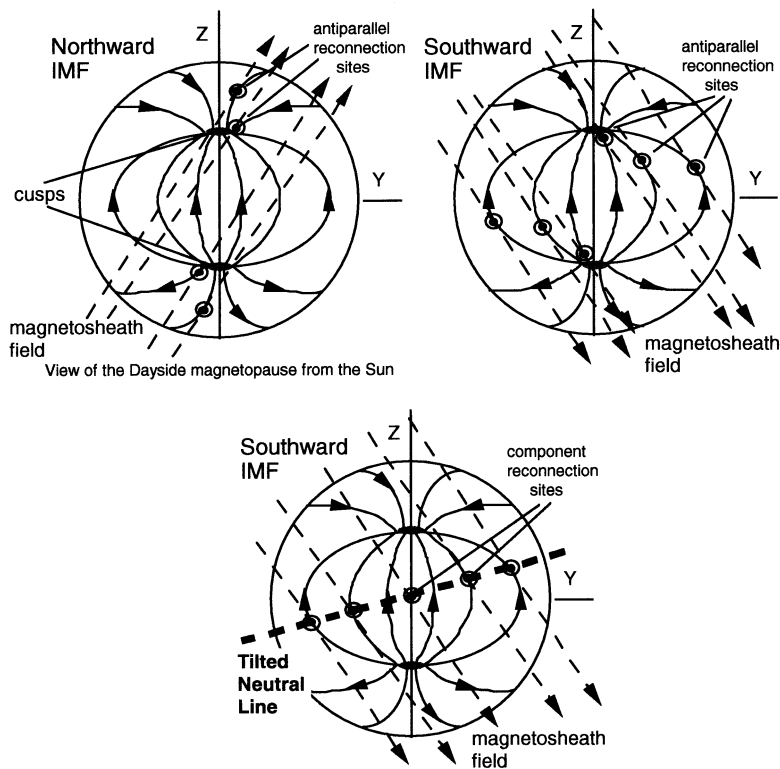 Northward
IMF
Z
antiparallel
reconnection
sites
Y
cusps
magnetosheath
field
View of the Dayside magnetopause from the Sun
Southward
IMF
Z
antiparallel
reconnection
sites
Y
magnetosheath
field
Southward
IMF
Z
component
reconnection
sites
Y
Tilted
Neutral
Line
magnetosheath
field